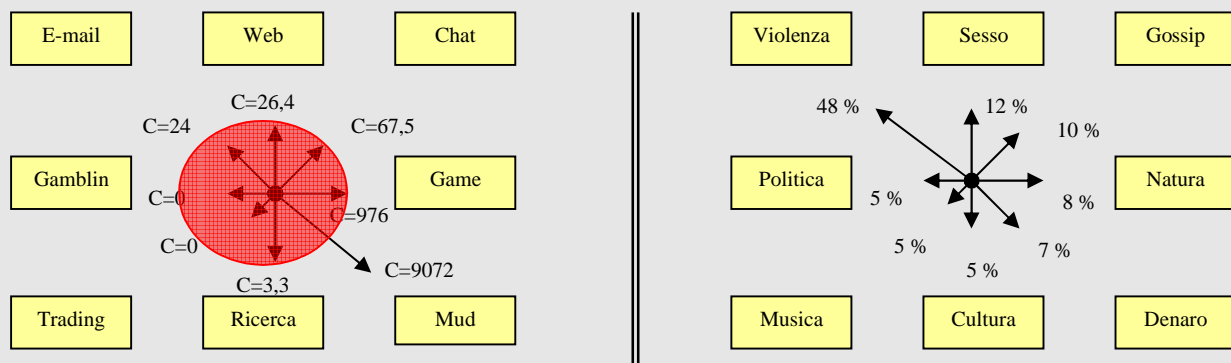 E-mail
Web
Chat
C=26,4
C=24
C=67,5
Gamblin
Game
C=0
C=976
C=0
C=9072
C=3,3
Trading
Ricerca
Mud
Violenza
Sesso
Gossip
48 %
12 %
10 %
Politica
Natura
5 %
8 %
5 %
7 %
5 %
Musica
Cultura
Denaro